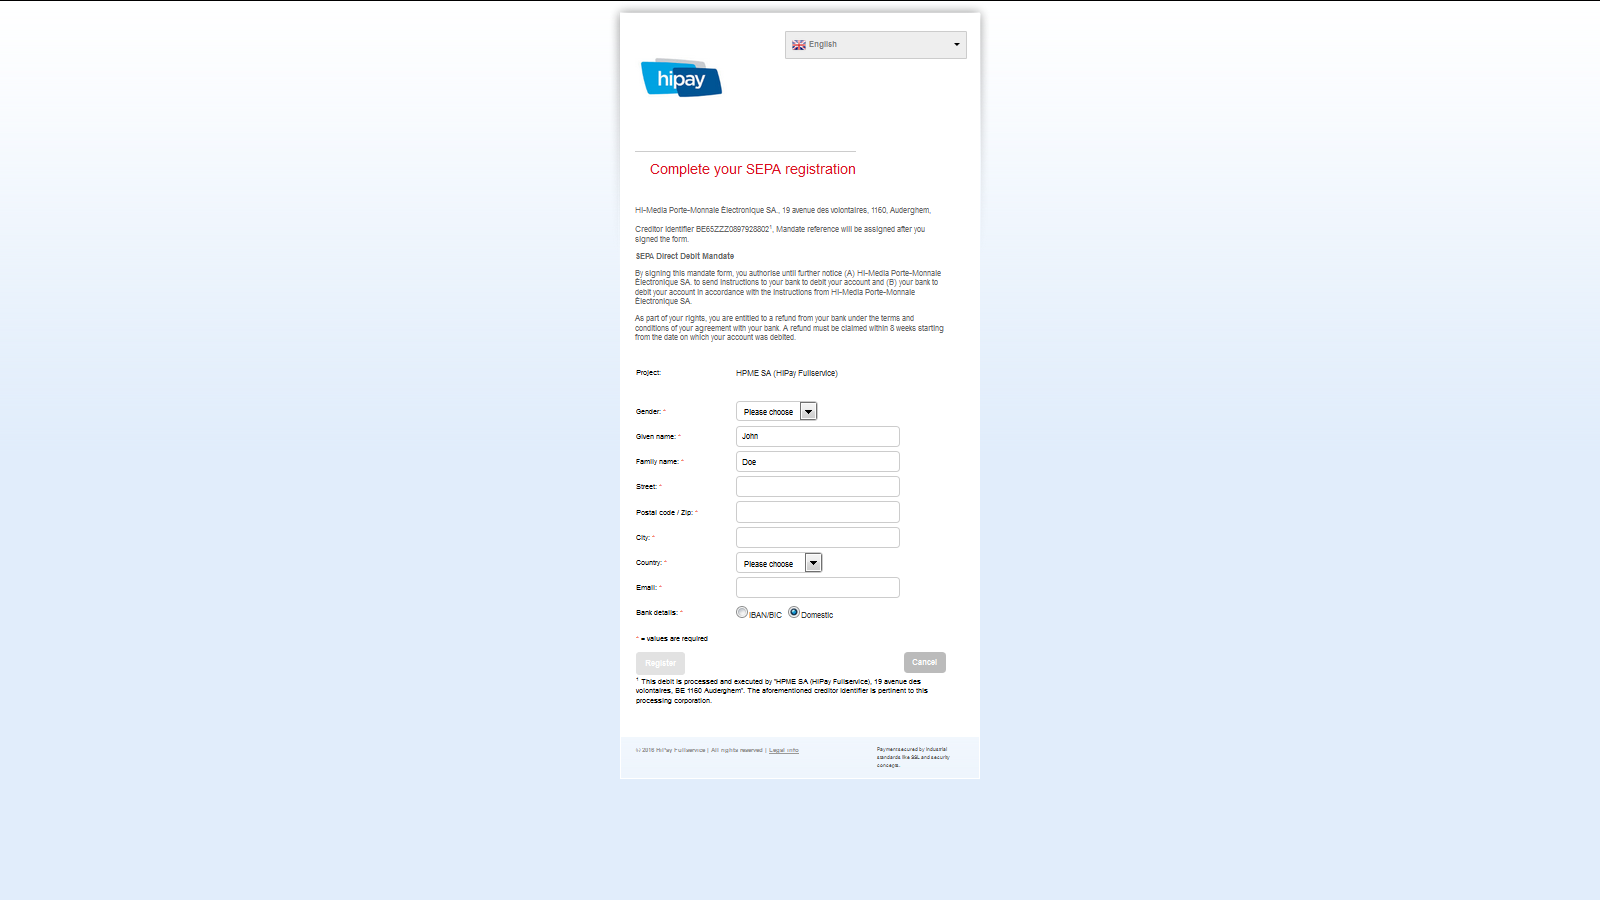 English
hipay
Complete your SEPA registration
Hi-Media Porte-Monnaie Électronique SA., 19 avenue des volontaires, 1160, Auderghem,
Creditor identifier BE65ZZZ0897928802¹, Mandate reference will be assigned after you
signed the form.
SEPA Direct Debit Mandate
By signing this mandate form, you authorise until further notice (A) Hi-Media Porte-Monnaie
Électronique SA. to send instructions to your bank to debit your account and (B) your bank to
debit your account in accordance with the instructions from Hi-Media Porte-Monnaie
Électronique SA.
As part of your rights, you are entitled to a refund from your bank under the terms and
conditions of your agreement with your bank. A refund must be claimed within 8 weeks starting
from the date on which your account was debited.
Project: HPME SA (HiPay Fullservice)
Gender: * Please choose
Given name: * John
Family name: * Doe
Street: *
Postal code / Zip: *
City: *
Country: * Please choose
Email: *
Bank details: * IBAN/BIC Domestic
* = values are required
Register Cancel
¹ This debit is processed and executed by "HPME SA (HiPay Fullservice), 19 avenue des
volontaires, BE 1160 Auderghem". The aforementioned creditor identifier is pertinent to this
processing corporation.
© 2016 HiPay Fullservice | All rights reserved | Legal info
Payment secured by industrial
standards like SSL and security
concepts.